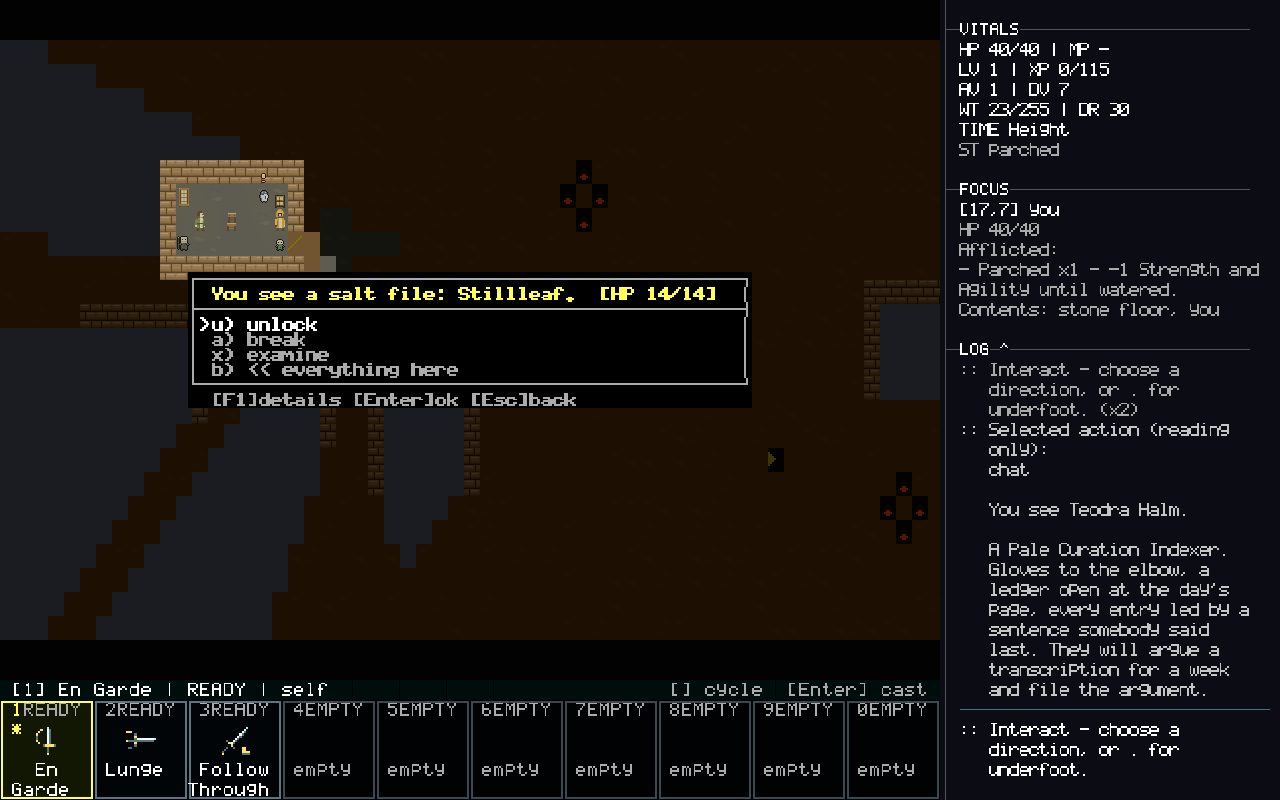 You see a salt file: Stillleaf. [HP 14/14]
>u) unlock
a) break
x) examine
b) << everything here
[F1]details [Enter]ok [Esc]back
[1] En Garde | READY | self
[] cycle [Enter] cast
1READY 2READY 3READY 4EMPTY 5EMPTY 6EMPTY 7EMPTY 8EMPTY 9EMPTY 0EMPTY
*
En Garde
Lunge
Follow Through
empty empty empty empty empty empty empty
VITALS
HP 40/40 | MP -
LV 1 | XP 0/115
AV 1 | DV 7
WT 23/255 | DR 30
TIME Height
ST Parched
FOCUS
[17,7] You
HP 40/40
Afflicted:
- Parched x1 - -1 Strength and
Agility until watered.
Contents: stone floor, You
LOG ^
:: Interact - choose a
direction, or . for
underfoot. (x2)
:: Selected action (reading
only):
chat
You see Teodra Halm.
A Pale Curation Indexer.
Gloves to the elbow, a
ledger open at the day's
page, every entry led by a
sentence somebody said
last. They will argue a
transcription for a week
and file the argument.
:: Interact - choose a
direction, or . for
underfoot.